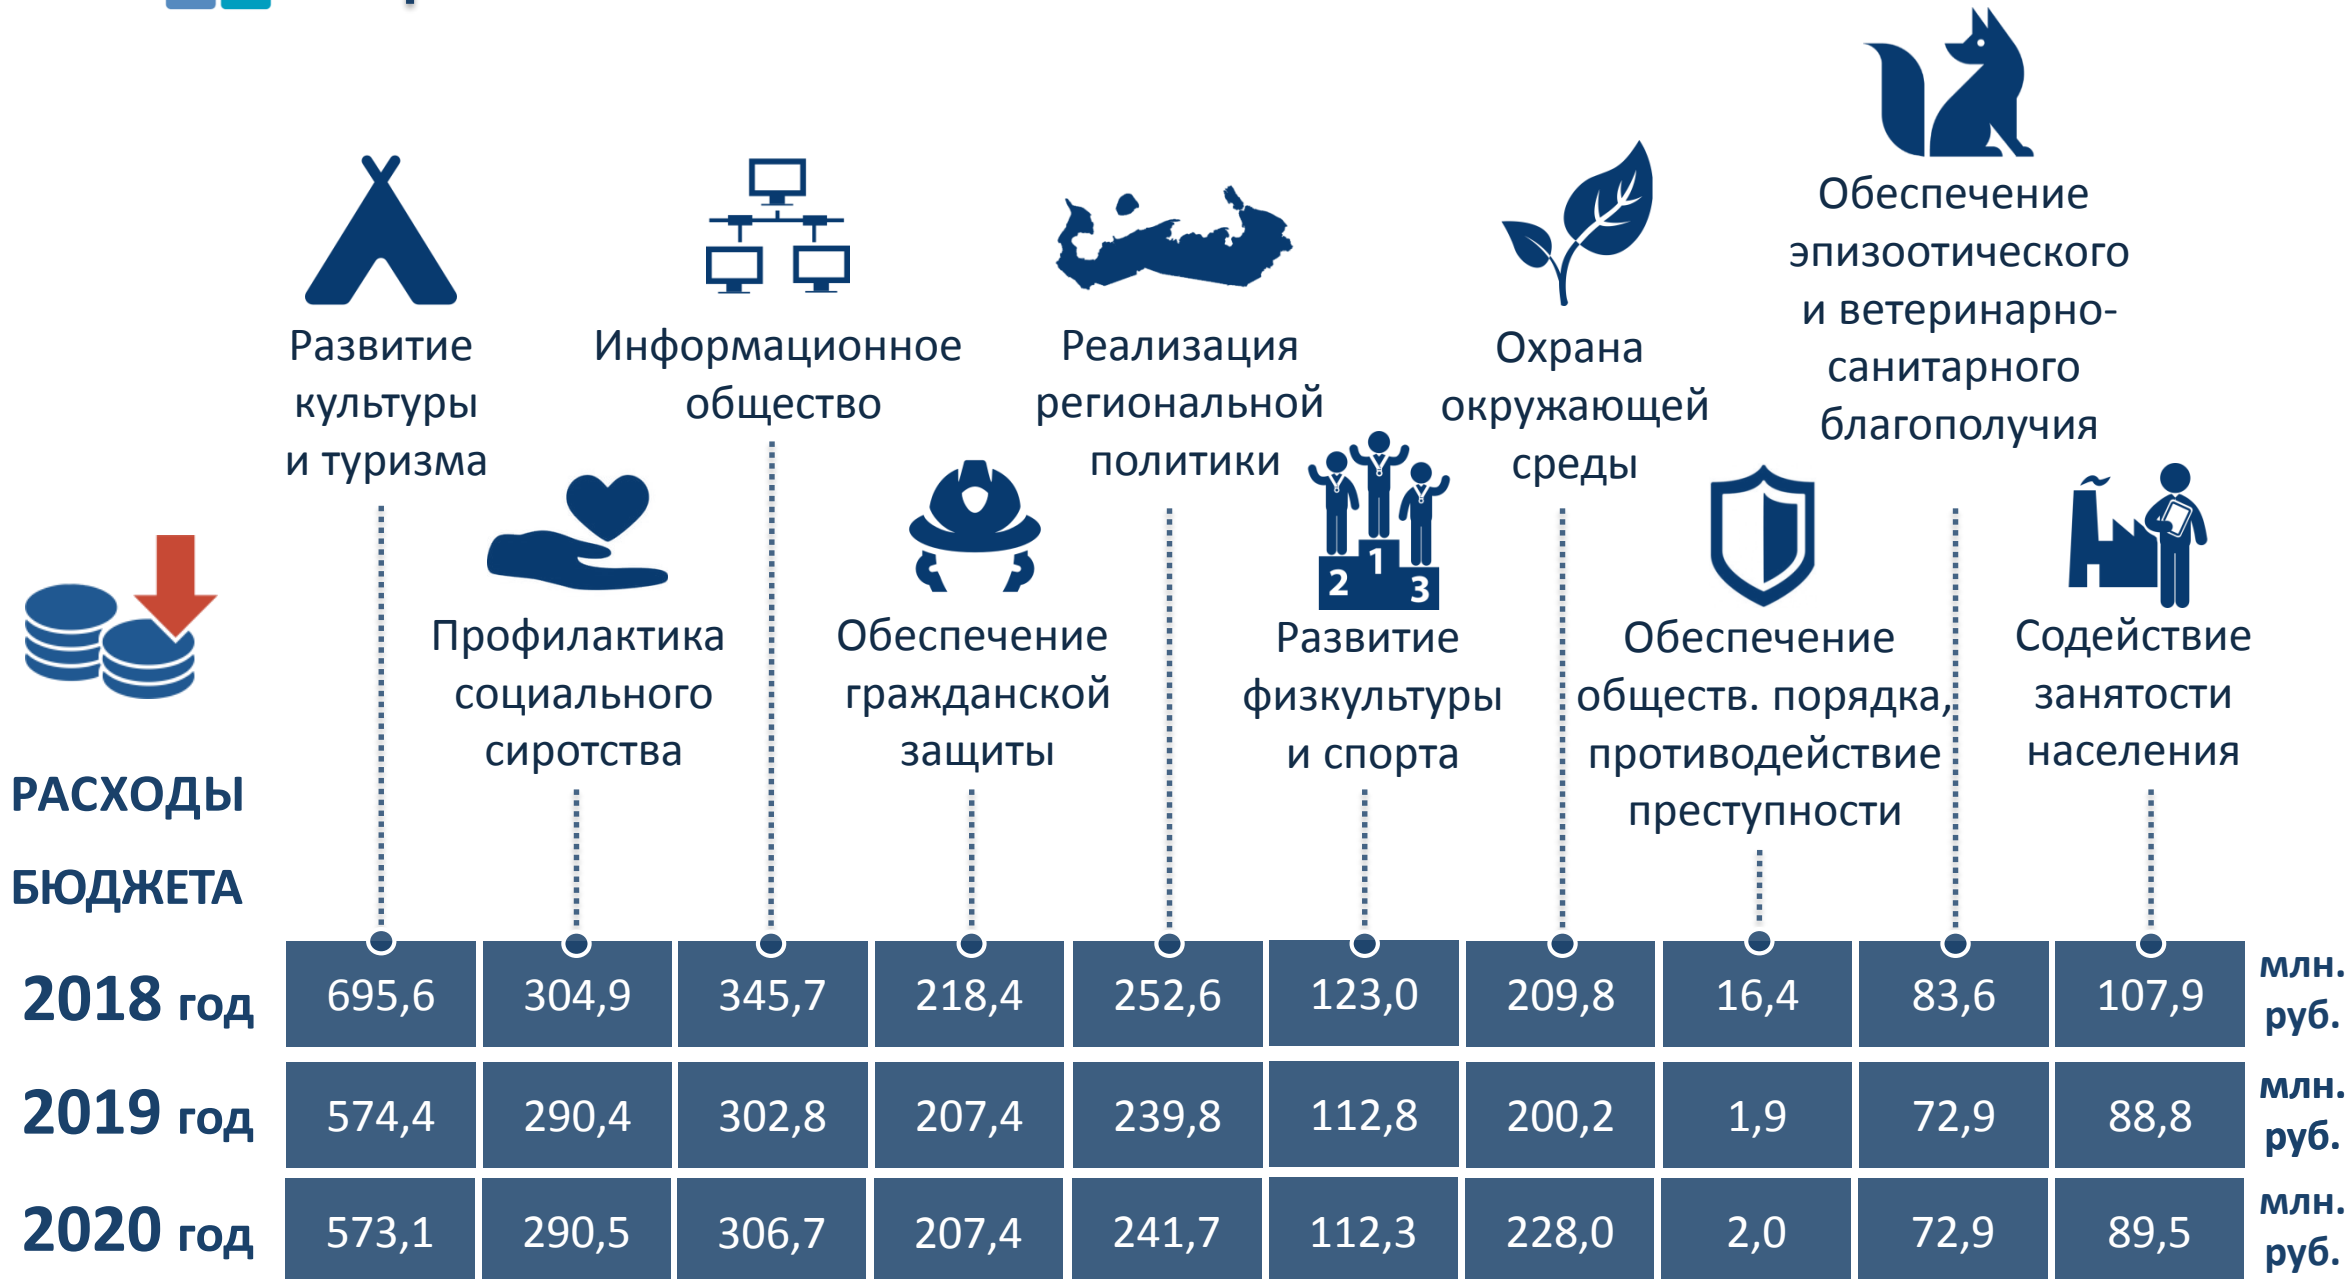 Развитие
культуры
и туризма
Профилактика
социального
сиротства
Информационное
общество
Обеспечение
гражданской
защиты
Реализация
региональной
политики
2 1 3
Развитие
физкультуры
и спорта
Охрана
окружающей
среды
Обеспечение
обществ. порядка,
противодействие
преступности
Обеспечение
эпизоотического
и ветеринарно-
санитарного
благополучия
Содействие
занятости
населения
РАСХОДЫ
БЮДЖЕТА
2018 год 695,6 304,9 345,7 218,4 252,6 123,0 209,8 16,4 83,6 107,9 млн.
руб.
2019 год 574,4 290,4 302,8 207,4 239,8 112,8 200,2 1,9 72,9 88,8 млн.
руб.
2020 год 573,1 290,5 306,7 207,4 241,7 112,3 228,0 2,0 72,9 89,5 млн.
руб.